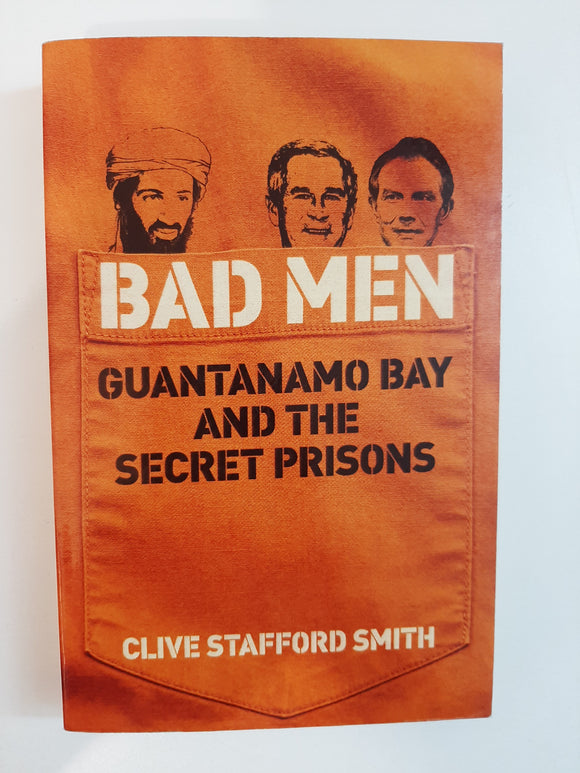 BAD MEN
GUANTANAMO BAY
AND THE
SECRET PRISONS
CLIVE STAFFORD SMITH